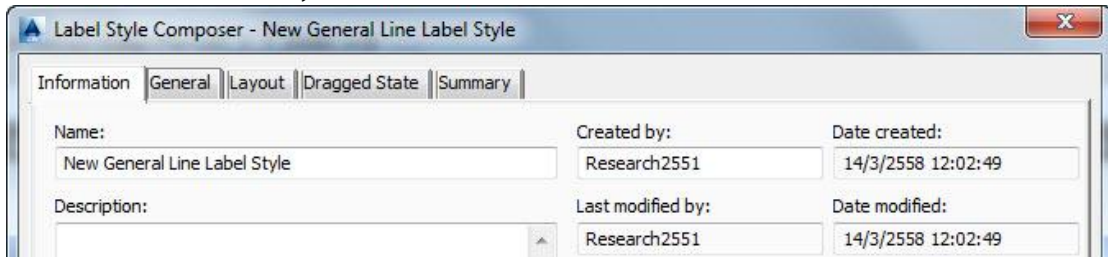 Label Style Composer - New General Line Label Style
Information General Layout Dragged State Summary
Name: Created by: Date created:
New General Line Label Style Research2551 14/3/2558 12:02:49
Description: Last modified by: Date modified:
Research2551 14/3/2558 12:02:49